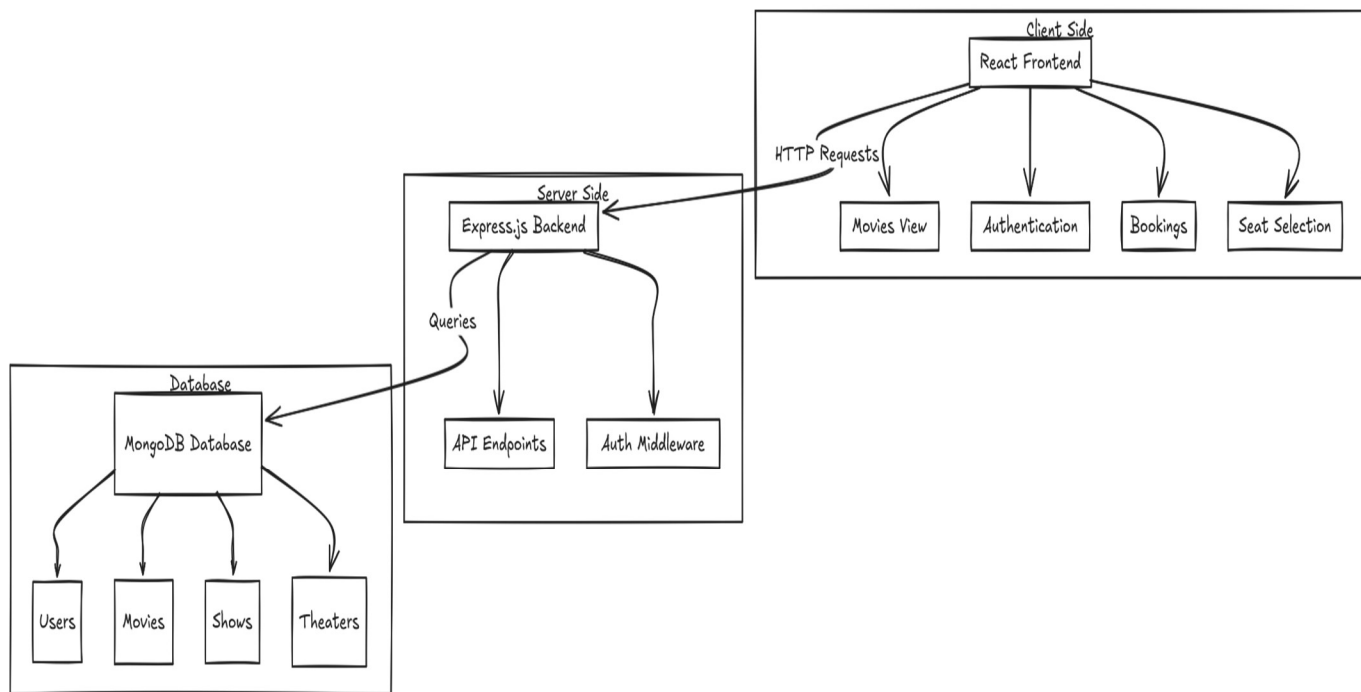 Client Side
React Frontend
HTTP Requests
Movies View
Authentication
Bookings
Seat Selection
Server Side
Express.js Backend
Queries
API Endpoints
Auth Middleware
Database
MongoDB Database
Users
Movies
Shows
Theaters